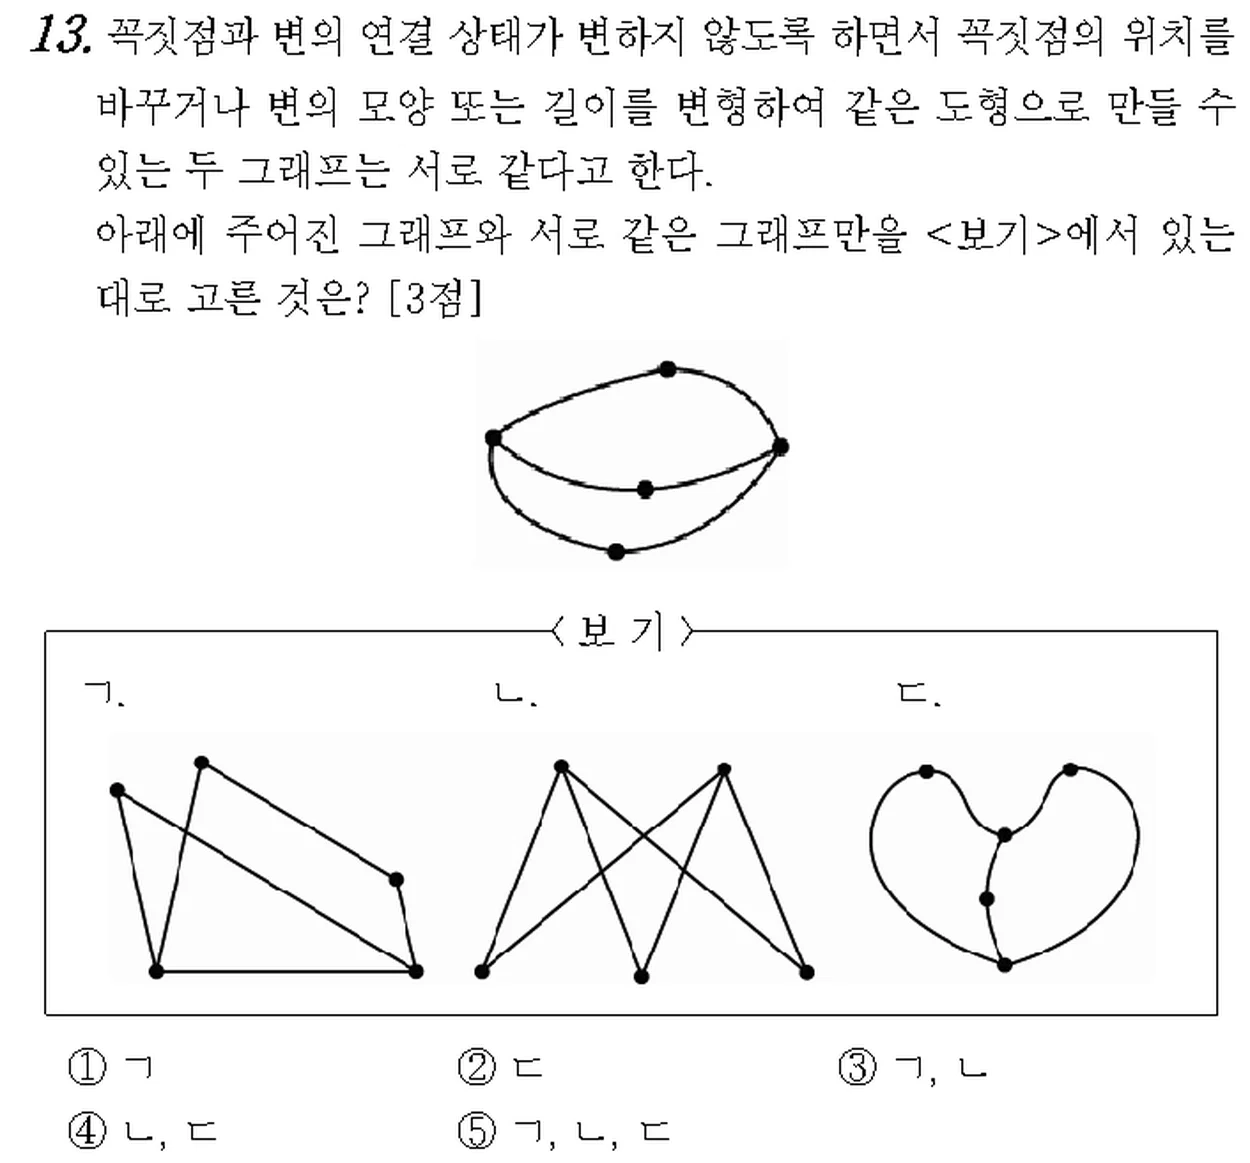 13. 꼭짓점과 변의 연결 상태가 변하지 않도록 하면서 꼭짓점의 위치를
바꾸거나 변의 모양 또는 길이를 변형하여 같은 도형으로 만들 수
있는 두 그래프는 서로 같다고 한다.
아래에 주어진 그래프와 서로 같은 그래프만을 <보기>에서 있는
대로 고른 것은? [3점]
〈 보 기 〉
ㄱ. ㄴ. ㄷ.
① ㄱ ② ㄷ ③ ㄱ, ㄴ
④ ㄴ, ㄷ ⑤ ㄱ, ㄴ, ㄷ